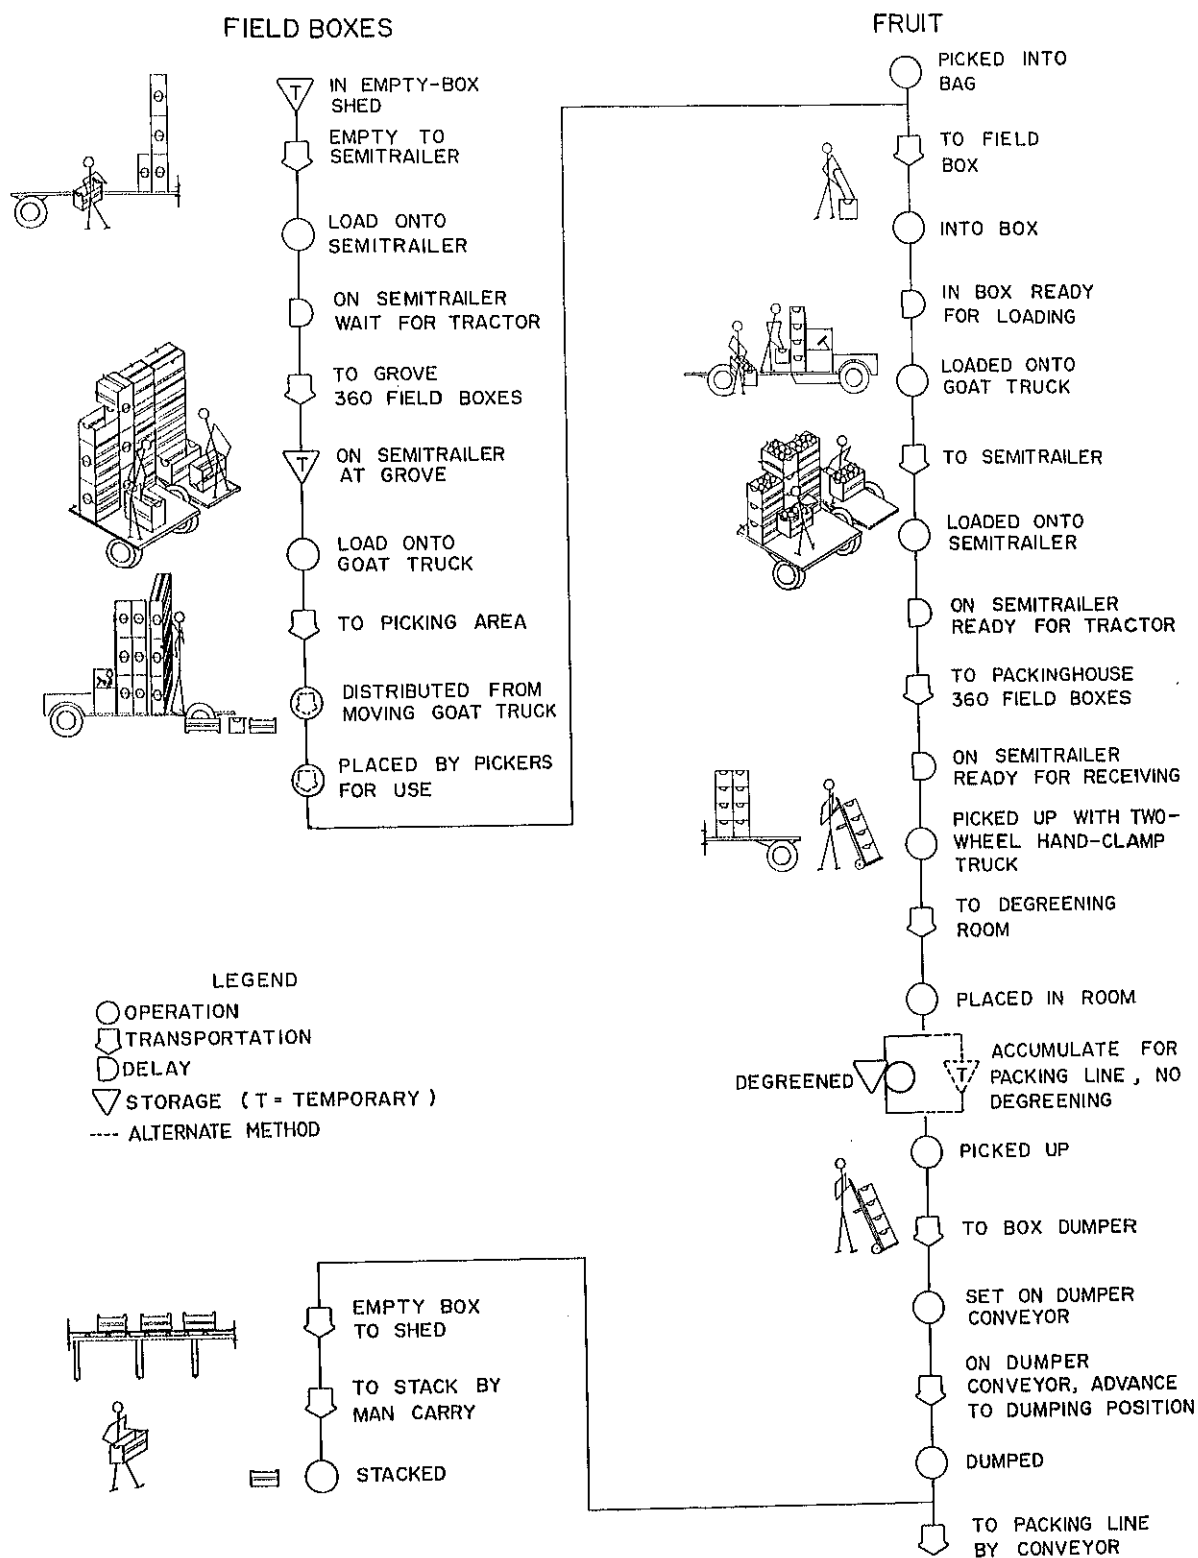 FIELD BOXES
T
IN EMPTY-BOX
SHED
EMPTY TO
SEMITRAILER
LOAD ONTO
SEMITRAILER
ON SEMITRAILER
WAIT FOR TRACTOR
TO GROVE
360 FIELD BOXES
T
ON SEMITRAILER
AT GROVE
LOAD ONTO
GOAT TRUCK
TO PICKING AREA
DISTRIBUTED FROM
MOVING GOAT TRUCK
PLACED BY PICKERS
FOR USE
LEGEND
OPERATION
TRANSPORTATION
DELAY
STORAGE (T = TEMPORARY)
---- ALTERNATE METHOD
FRUIT
PICKED INTO
BAG
TO FIELD
BOX
INTO BOX
IN BOX READY
FOR LOADING
LOADED ONTO
GOAT TRUCK
TO SEMITRAILER
LOADED ONTO
SEMITRAILER
ON SEMITRAILER
READY FOR TRACTOR
TO PACKINGHOUSE
360 FIELD BOXES
ON SEMITRAILER
READY FOR RECEIVING
PICKED UP WITH TWO-
WHEEL HAND-CLAMP
TRUCK
TO DEGREENING
ROOM
PLACED IN ROOM
DEGREENED
T
ACCUMULATE FOR
PACKING LINE, NO
DEGREENING
PICKED UP
TO BOX DUMPER
SET ON DUMPER
CONVEYOR
ON DUMPER
CONVEYOR, ADVANCE
TO DUMPING POSITION
DUMPED
TO PACKING LINE
BY CONVEYOR
EMPTY BOX
TO SHED
TO STACK BY
MAN CARRY
STACKED